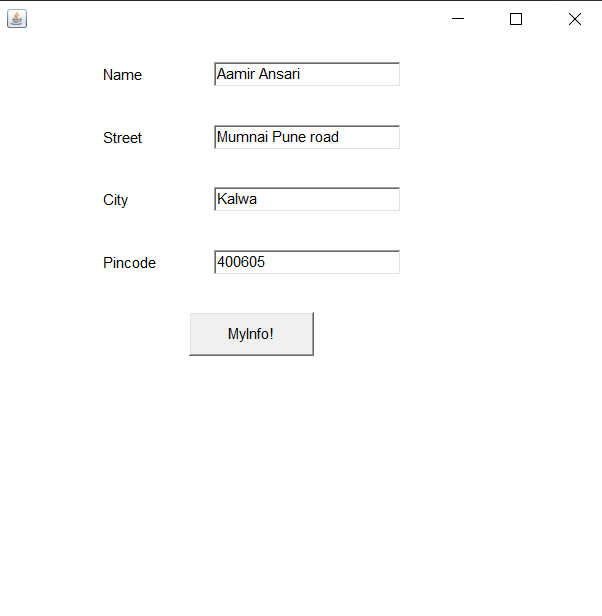 Name Aamir Ansari
Street Mumnai Pune road
City Kalwa
Pincode 400605
MyInfo!